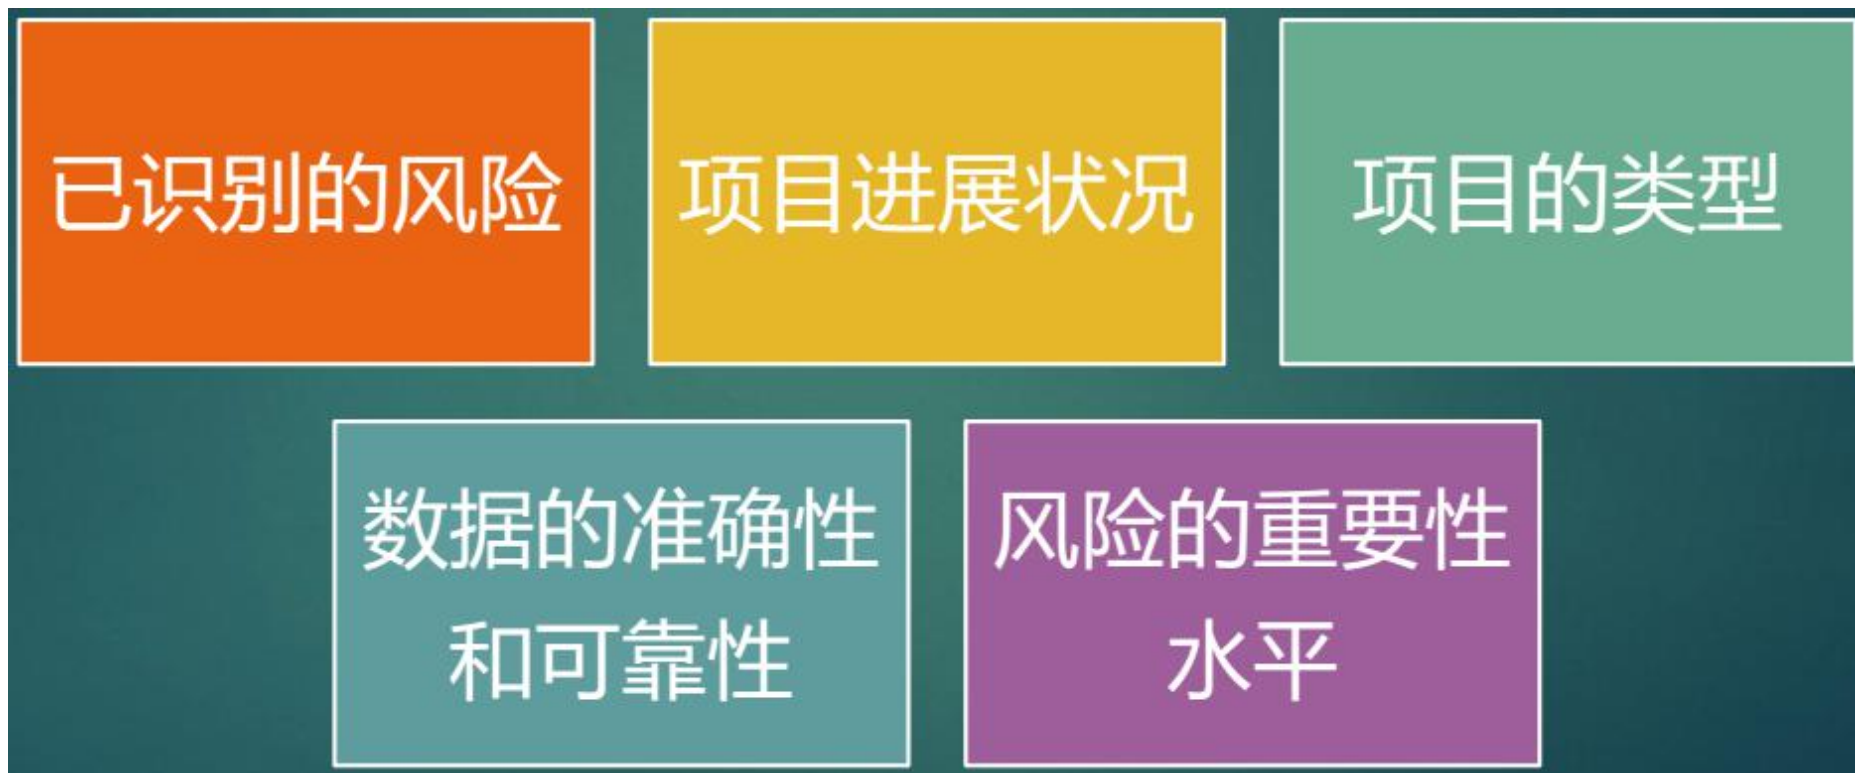 已识别的风险
项目进展状况
项目的类型
数据的准确性
和可靠性
风险的重要性
水平